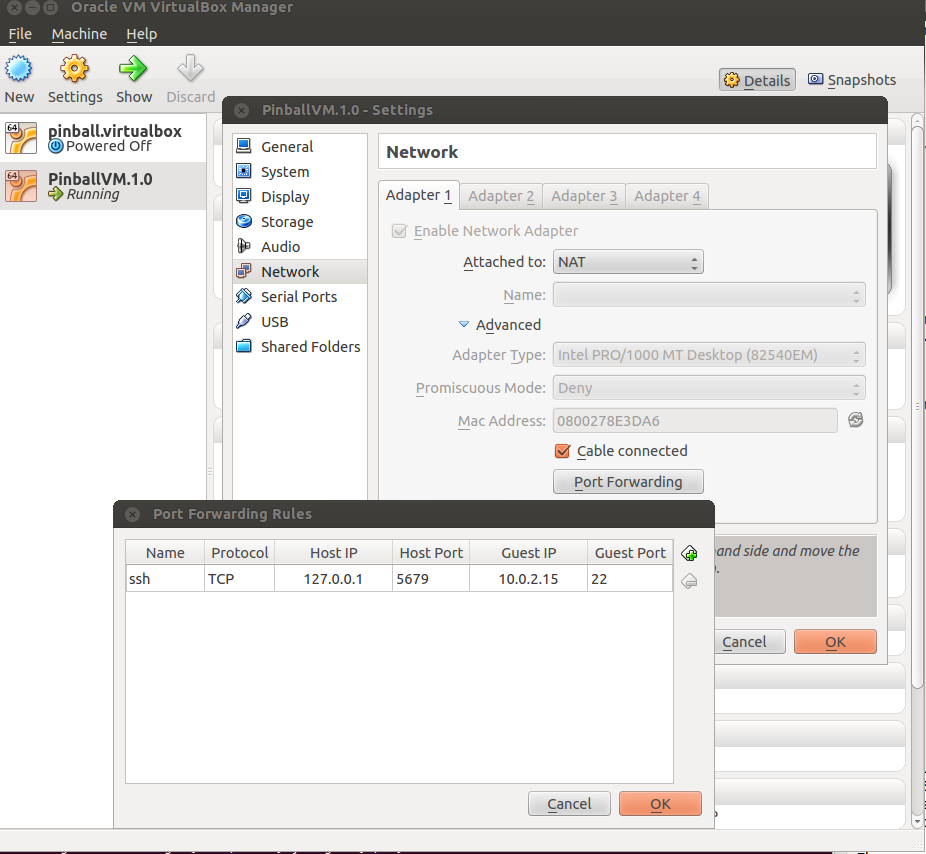 Oracle VM VirtualBox Manager
File Machine Help
New Settings Show Discard Details Snapshots
64 pinball.virtualbox
Powered Off
64 PinballVM.1.0
Running
PinballVM.1.0 - Settings
General
System
Display
Storage
Audio
Network
Serial Ports
USB
Shared Folders
Network
Adapter 1 Adapter 2 Adapter 3 Adapter 4
Enable Network Adapter
Attached to: NAT
Name:
Advanced
Adapter Type: Intel PRO/1000 MT Desktop (82540EM)
Promiscuous Mode: Deny
Mac Address: 0800278E3DA6
Cable connected
Port Forwarding
and side and move the
Cancel OK
Port Forwarding Rules
Name Protocol Host IP Host Port Guest IP Guest Port
ssh TCP 127.0.0.1 5679 10.0.2.15 22
Cancel OK